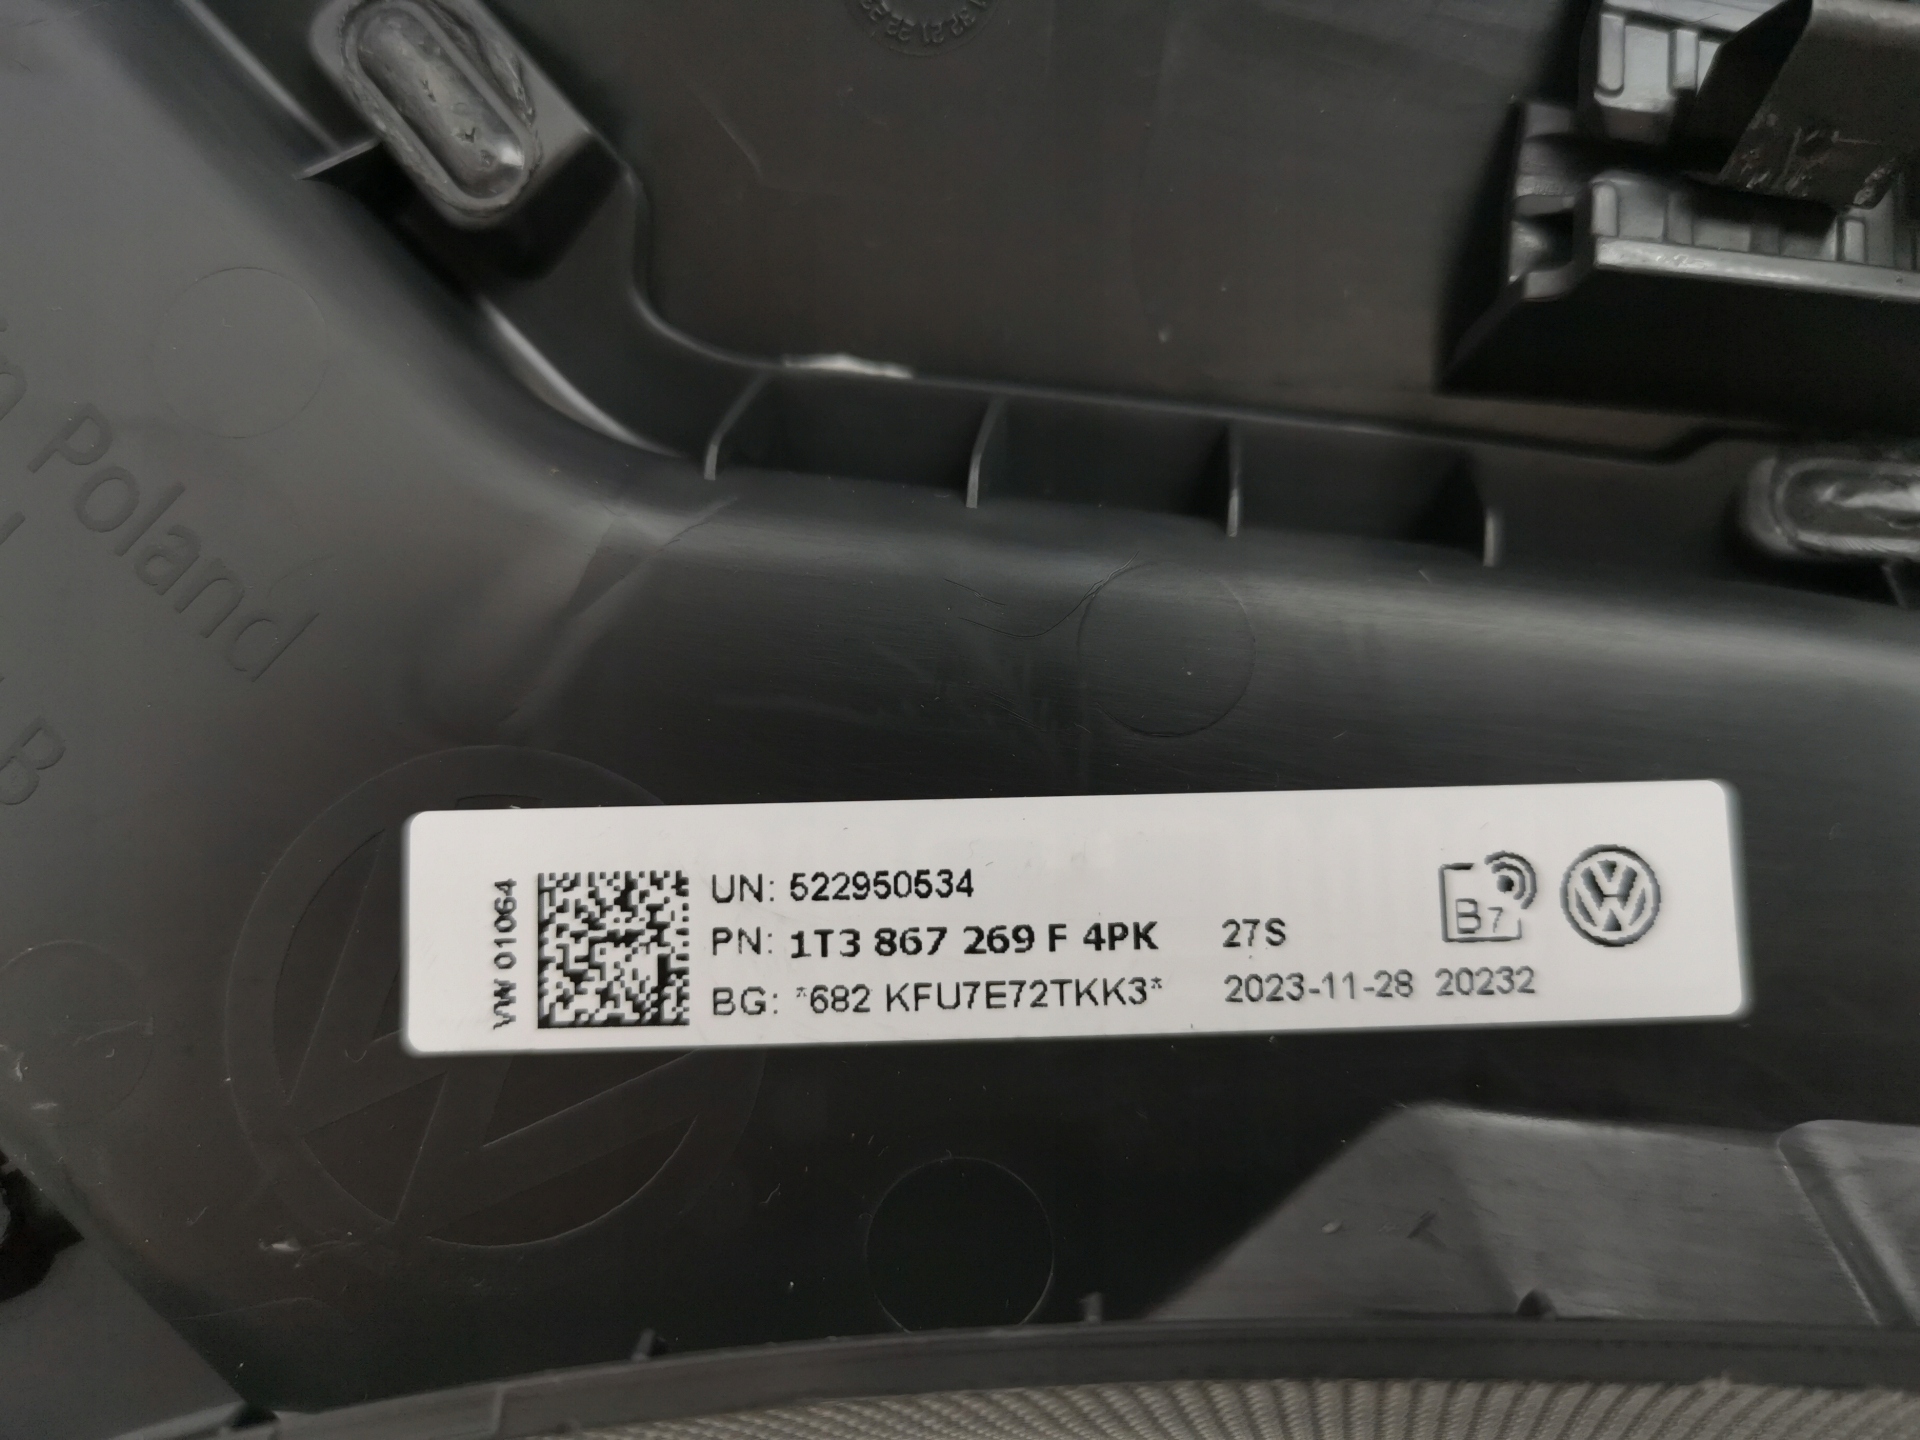 n Poland
B
VW 01064
UN: 522950534
PN: 1T3 867 269 F 4PK 27S
BG: *682 KFU7E72TKK3* 2023-11-28 20232
B7